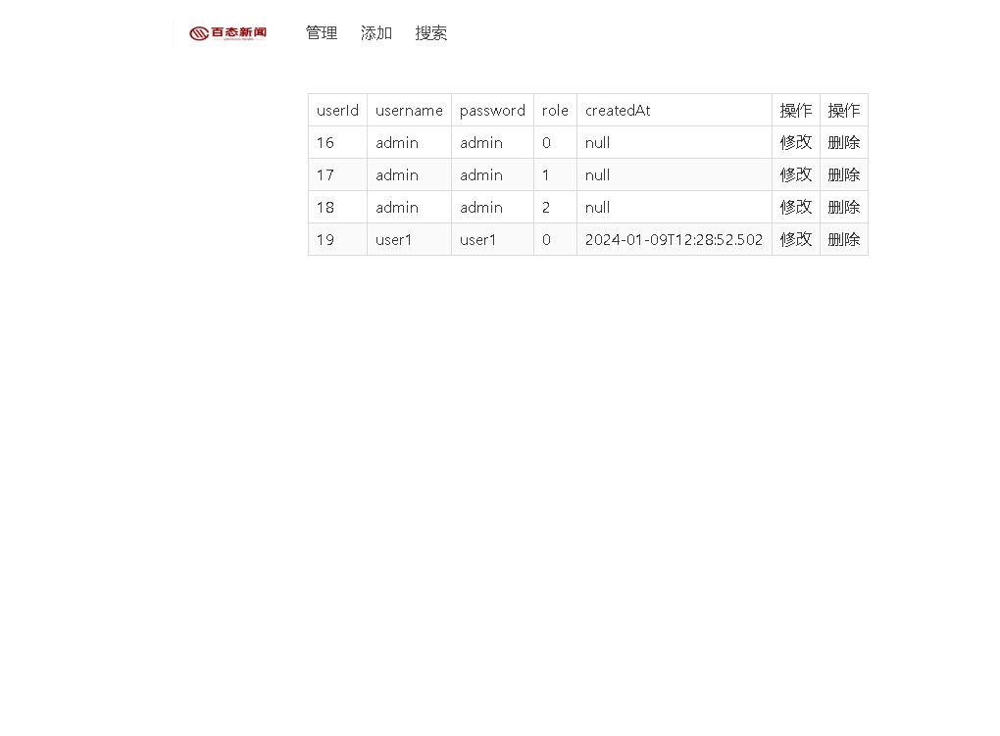 百态新闻 管理 添加 搜索
userId username password role createdAt 操作 操作
16 admin admin 0 null 修改 删除
17 admin admin 1 null 修改 删除
18 admin admin 2 null 修改 删除
19 user1 user1 0 2024-01-09T12:28:52.502 修改 删除